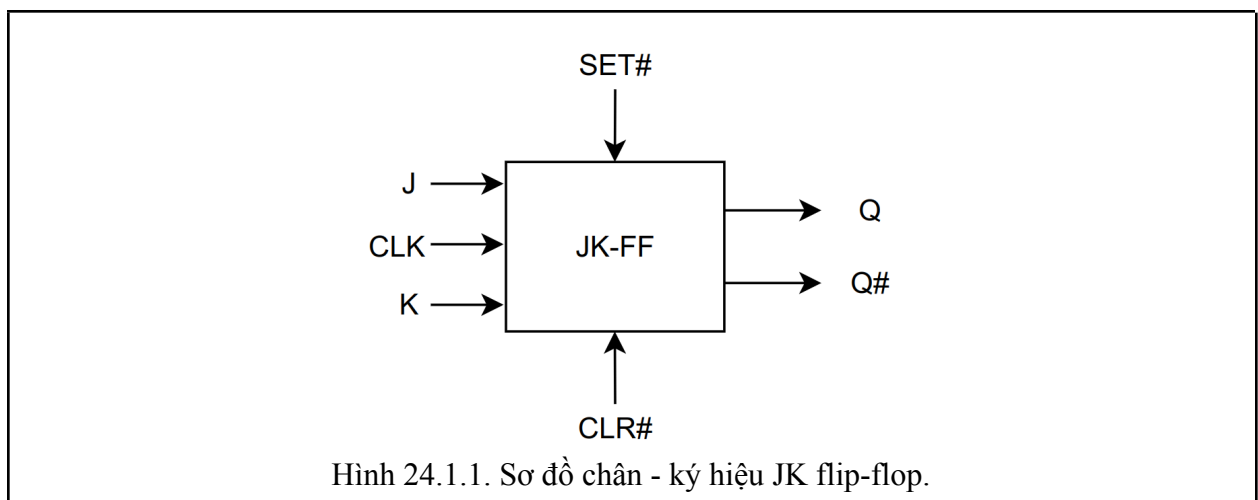 SET#
J
CLK
K
JK-FF
Q
Q#
CLR#
Hình 24.1.1. Sơ đồ chân - ký hiệu JK flip-flop.